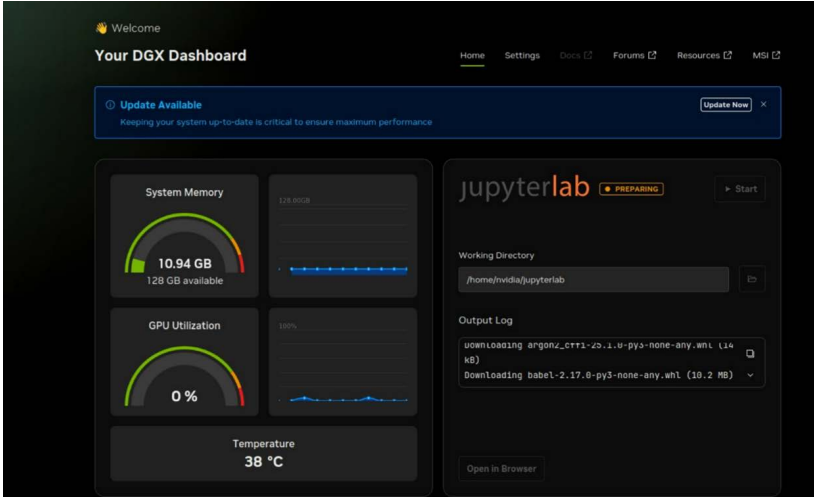 👋 Welcome
Your DGX Dashboard
Home Settings Docs Forums Resources MSI
Update Available
Update Now ×
Keeping your system up-to-date is critical to ensure maximum performance
System Memory
10.94 GB
128 GB available
128.00GB
GPU Utilization
0 %
100%
Temperature
38 °C
jupyterlab PREPARING
Start
Working Directory
/home/nvidia/jupyterlab
Output Log
Downloading argon2_cffi-25.1.0-py3-none-any.whl (14
kB)
Downloading babel-2.17.0-py3-none-any.whl (10.2 MB)
Open in Browser